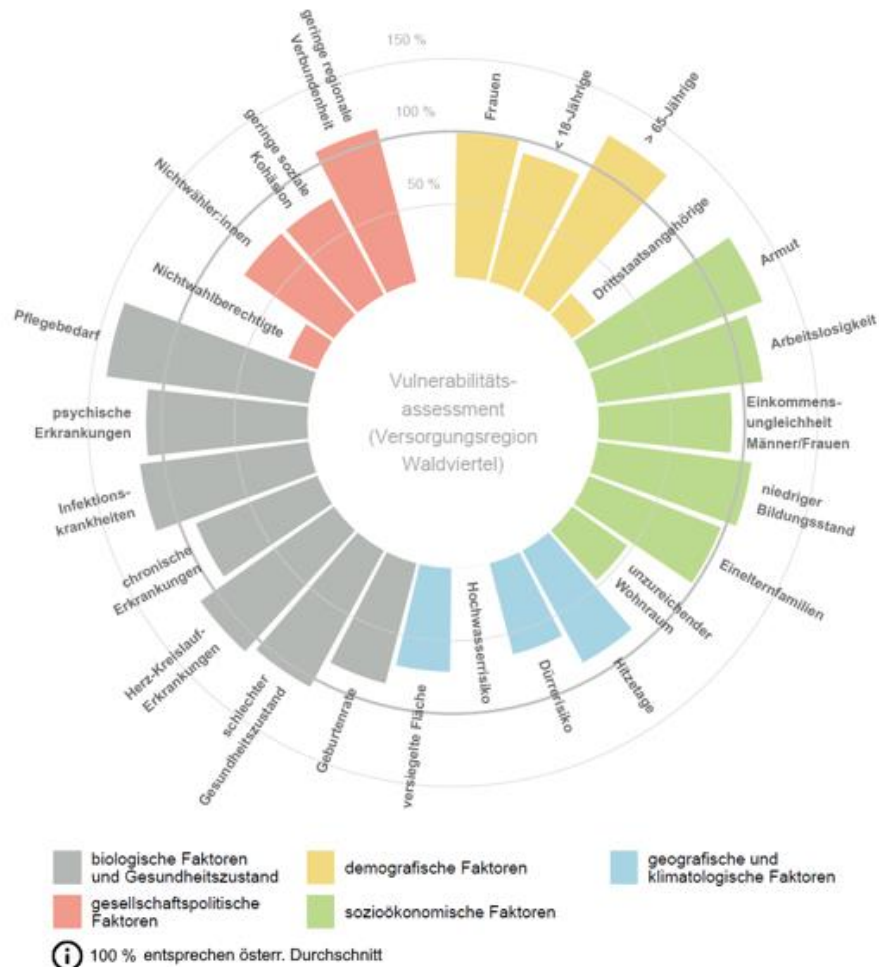 150 %
100 %
50 %
Frauen
< 18-Jährige
> 65-Jährige
Drittstaatsangehörige
Armut
Arbeitslosigkeit
Einkommens-
ungleichheit
Männer/Frauen
niedriger
Bildungsstand
Einelternfamilien
unzureichender
Wohnraum
Hitzetage
Dürrerisiko
Hochwasserrisiko
versiegelte Fläche
Geburtenrate
schlechter
Gesundheitszustand
Herz-Kreislauf-
Erkrankungen
chronische
Erkrankungen
Infektions-
krankheiten
psychische
Erkrankungen
Pflegebedarf
Nichtwahlberechtigte
Nichtwähler:innen
geringe soziale
Kohäsion
geringe regionale
Verbundenheit
Vulnerabilitäts-
assessment
(Versorgungsregion
Waldviertel)
biologische Faktoren
und Gesundheitszustand
demografische Faktoren
geografische und
klimatologische Faktoren
gesellschaftspolitische
Faktoren
sozioökonomische Faktoren
i 100 % entsprechen österr. Durchschnitt